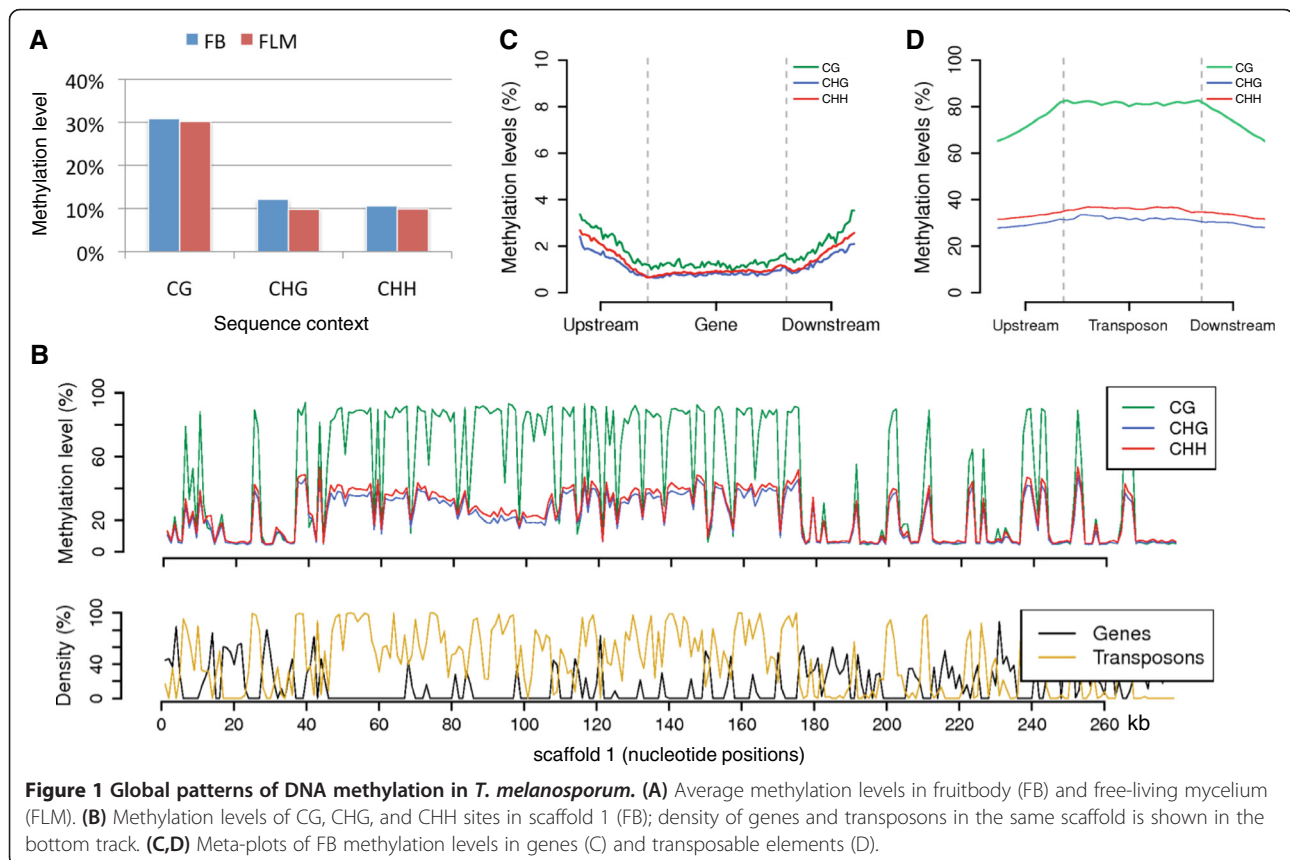 A
FB FLM
Methylation level
40%
30%
20%
10%
0%
CG CHG CHH
Sequence context
C
Methylation levels (%)
10
8
6
4
2
0
CG
CHG
CHH
Upstream Gene Downstream
D
Methylation levels (%)
100
80
60
40
20
0
CG
CHG
CHH
Upstream Transposon Downstream
B
Methylation level (%)
100
60
20
0
CG
CHG
CHH
Density (%)
100
40
0
Genes
Transposons
0 20 40 60 80 100 120 140 160 180 200 220 240 260 kb
scaffold 1 (nucleotide positions)
Figure 1 Global patterns of DNA methylation in T. melanosporum. (A) Average methylation levels in fruitbody (FB) and free-living mycelium
(FLM). (B) Methylation levels of CG, CHG, and CHH sites in scaffold 1 (FB); density of genes and transposons in the same scaffold is shown in the
bottom track. (C,D) Meta-plots of FB methylation levels in genes (C) and transposable elements (D).